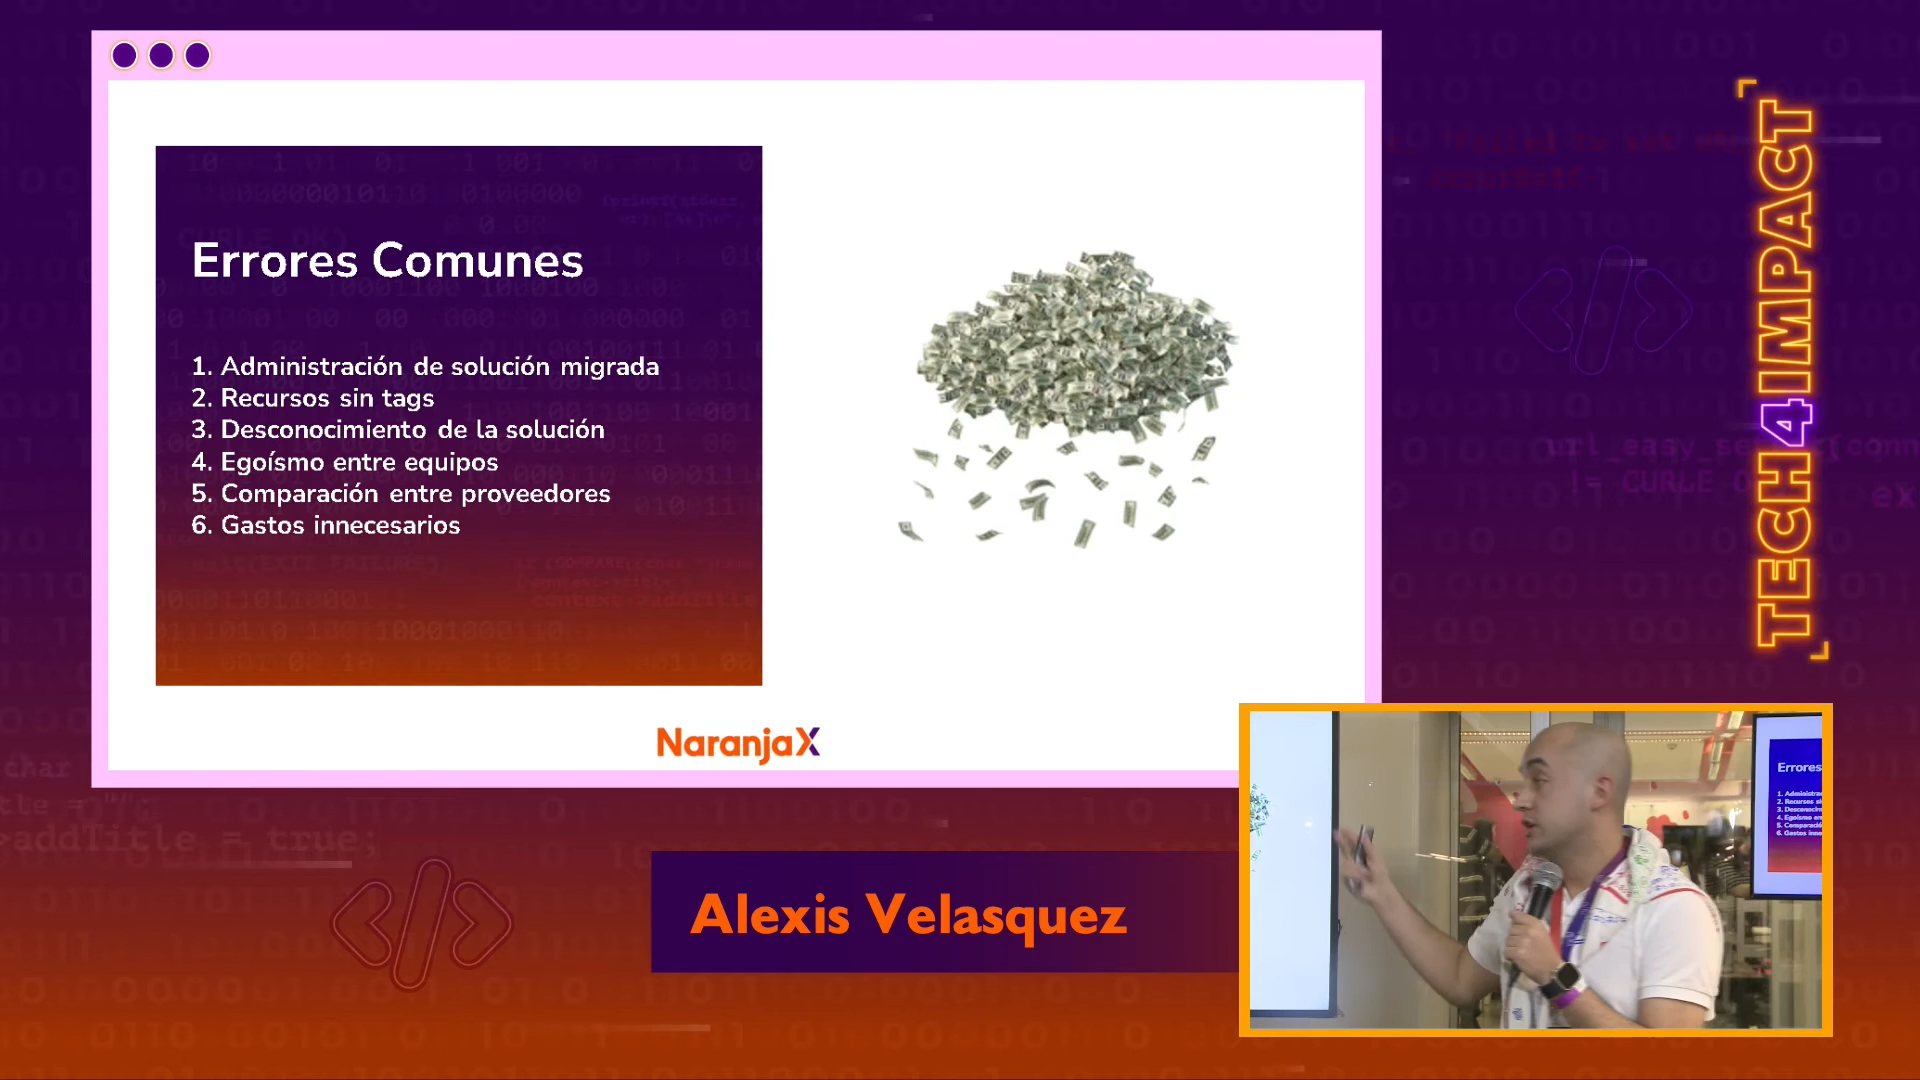 Errores Comunes
1. Administración de solución migrada
2. Recursos sin tags
3. Desconocimiento de la solución
4. Egoísmo entre equipos
5. Comparación entre proveedores
6. Gastos innecesarios
NaranjaX
TECH4IMPACT
Alexis Velasquez
Errores